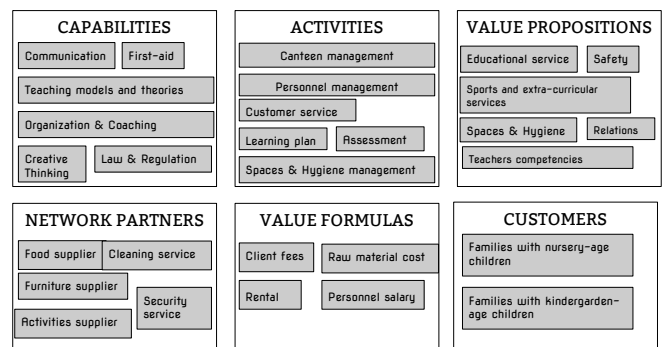 CAPABILITIES
Communication
First-aid
Teaching models and theories
Organization & Coaching
Creative
Thinking
Law & Regulation
ACTIVITIES
Canteen management
Personnel management
Customer service
Learning plan
Assessment
Spaces & Hygiene management
VALUE PROPOSITIONS
Educational service
Safety
Sports and extra-curricular
services
Spaces & Hygiene
Relations
Teachers competencies
NETWORK PARTNERS
Food supplier
Cleaning service
Furniture supplier
Security
service
Activities supplier
VALUE FORMULAS
Client fees
Raw material cost
Rental
Personnel salary
CUSTOMERS
Families with nursery-age
children
Families with kindergarden-
age children